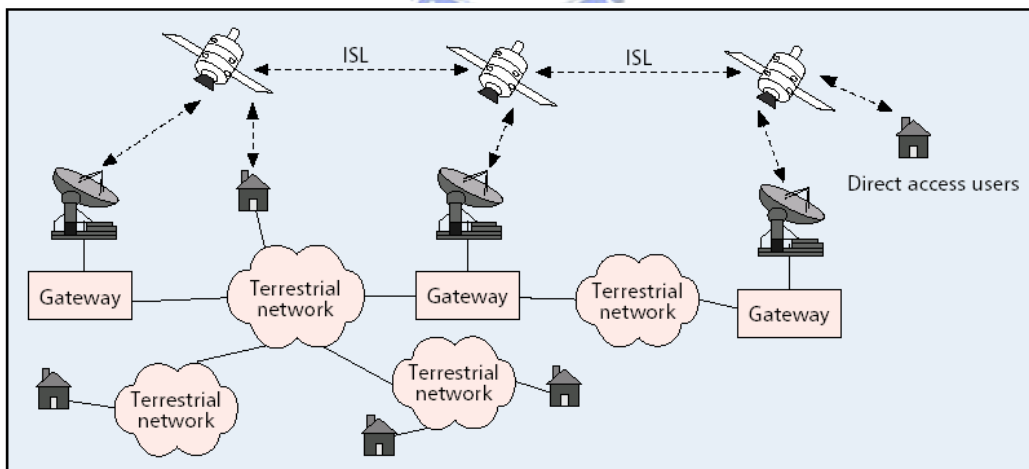 ISL
ISL
Direct access users
Gateway
Terrestrial
network
Gateway
Terrestrial
network
Gateway
Terrestrial
network
Terrestrial
network